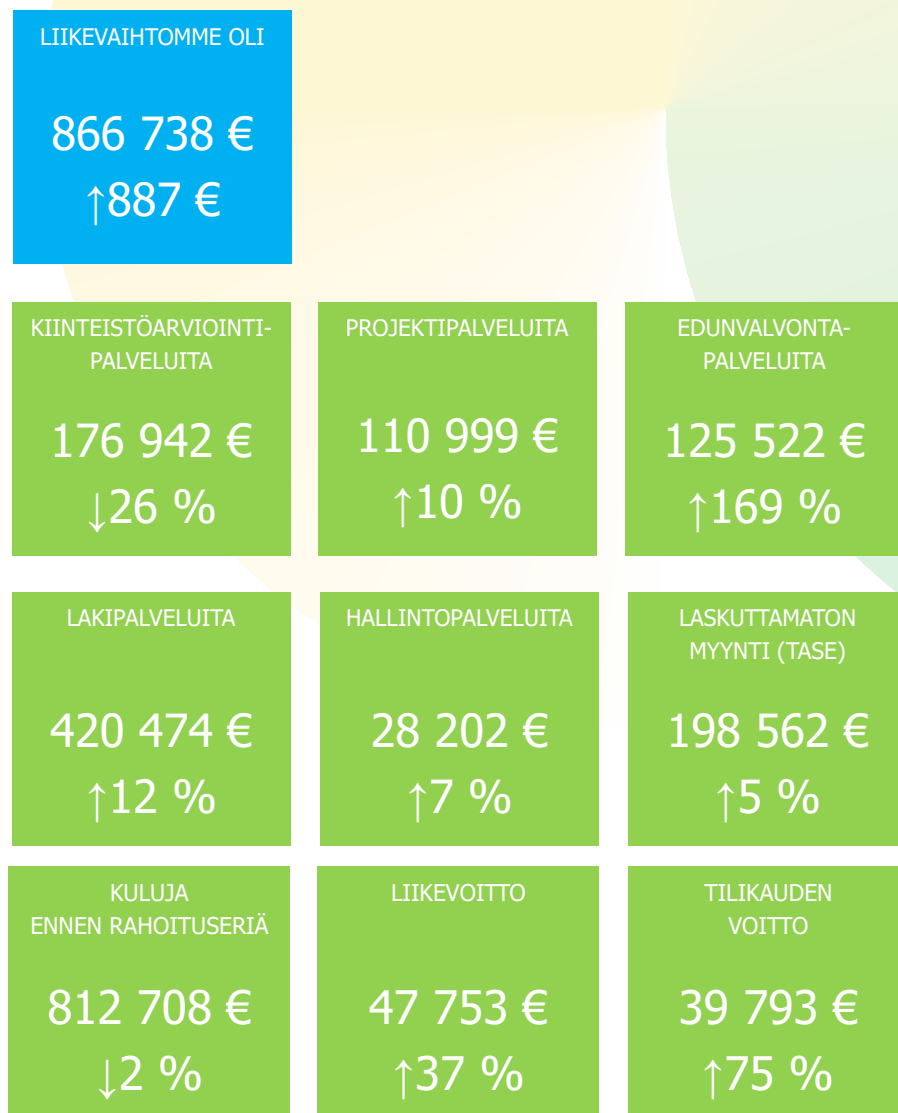 LIIKEVAIHTOMME OLI
866 738 €
↑887 €
KIINTEISTÖARVIOINTI-
PALVELUITA
176 942 €
↓26 %
PROJEKTIPALVELUITA
110 999 €
↑10 %
EDUNVALVONTA-
PALVELUITA
125 522 €
↑169 %
LAKIPALVELUITA
420 474 €
↑12 %
HALLINTOPALVELUITA
28 202 €
↑7 %
LASKUTTAMATON
MYYNTI (TASE)
198 562 €
↑5 %
KULUJA
ENNEN RAHOITUSERIÄ
812 708 €
↓2 %
LIIKEVOITTO
47 753 €
↑37 %
TILIKAUDEN
VOITTO
39 793 €
↑75 %